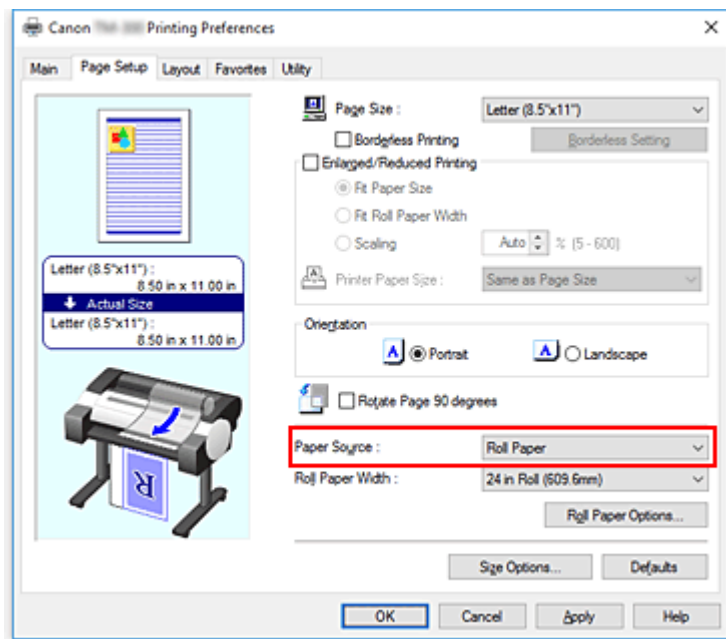 Canon Printing Preferences
Main Page Setup Layout Favorites Utility
Page Size : Letter (8.5"x11")
Borderless Printing Borderless Setting
Enlarged/Reduced Printing
Fit Paper Size
Fit Roll Paper Width
Scaling Auto % (5 - 600)
Printer Paper Size : Same as Page Size
Letter (8.5"x11") :
8.50 in x 11.00 in
Actual Size
Letter (8.5"x11") :
8.50 in x 11.00 in
Orientation
A Portrait A Landscape
Rotate Page 90 degrees
Paper Source : Roll Paper
Roll Paper Width : 24 in Roll (609.6mm)
R
Roll Paper Options...
Size Options... Defaults
OK Cancel Apply Help